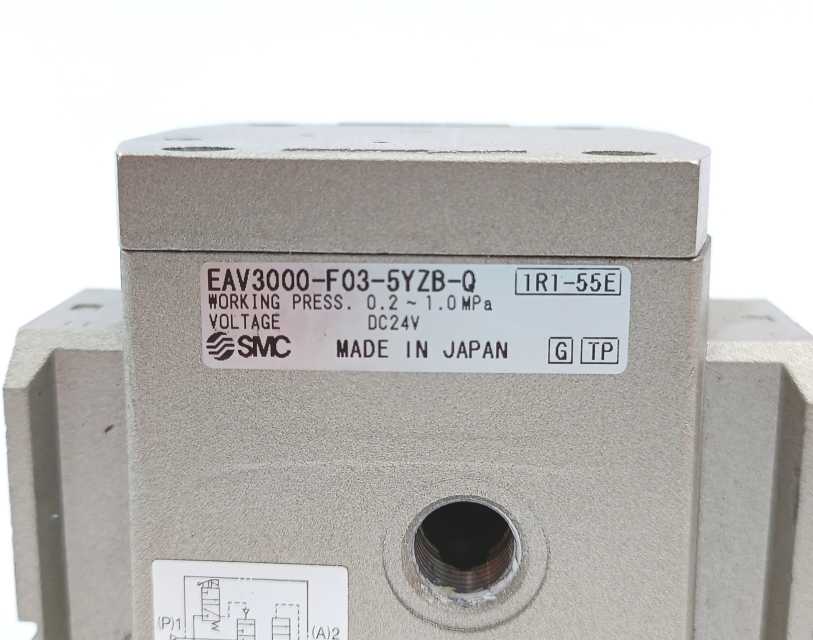 EAV3000-F03-5YZB-Q 1R1-55E
WORKING PRESS. 0.2 ~ 1.0 MPa
VOLTAGE DC24V
SMC MADE IN JAPAN G TP
(P)1 (A)2